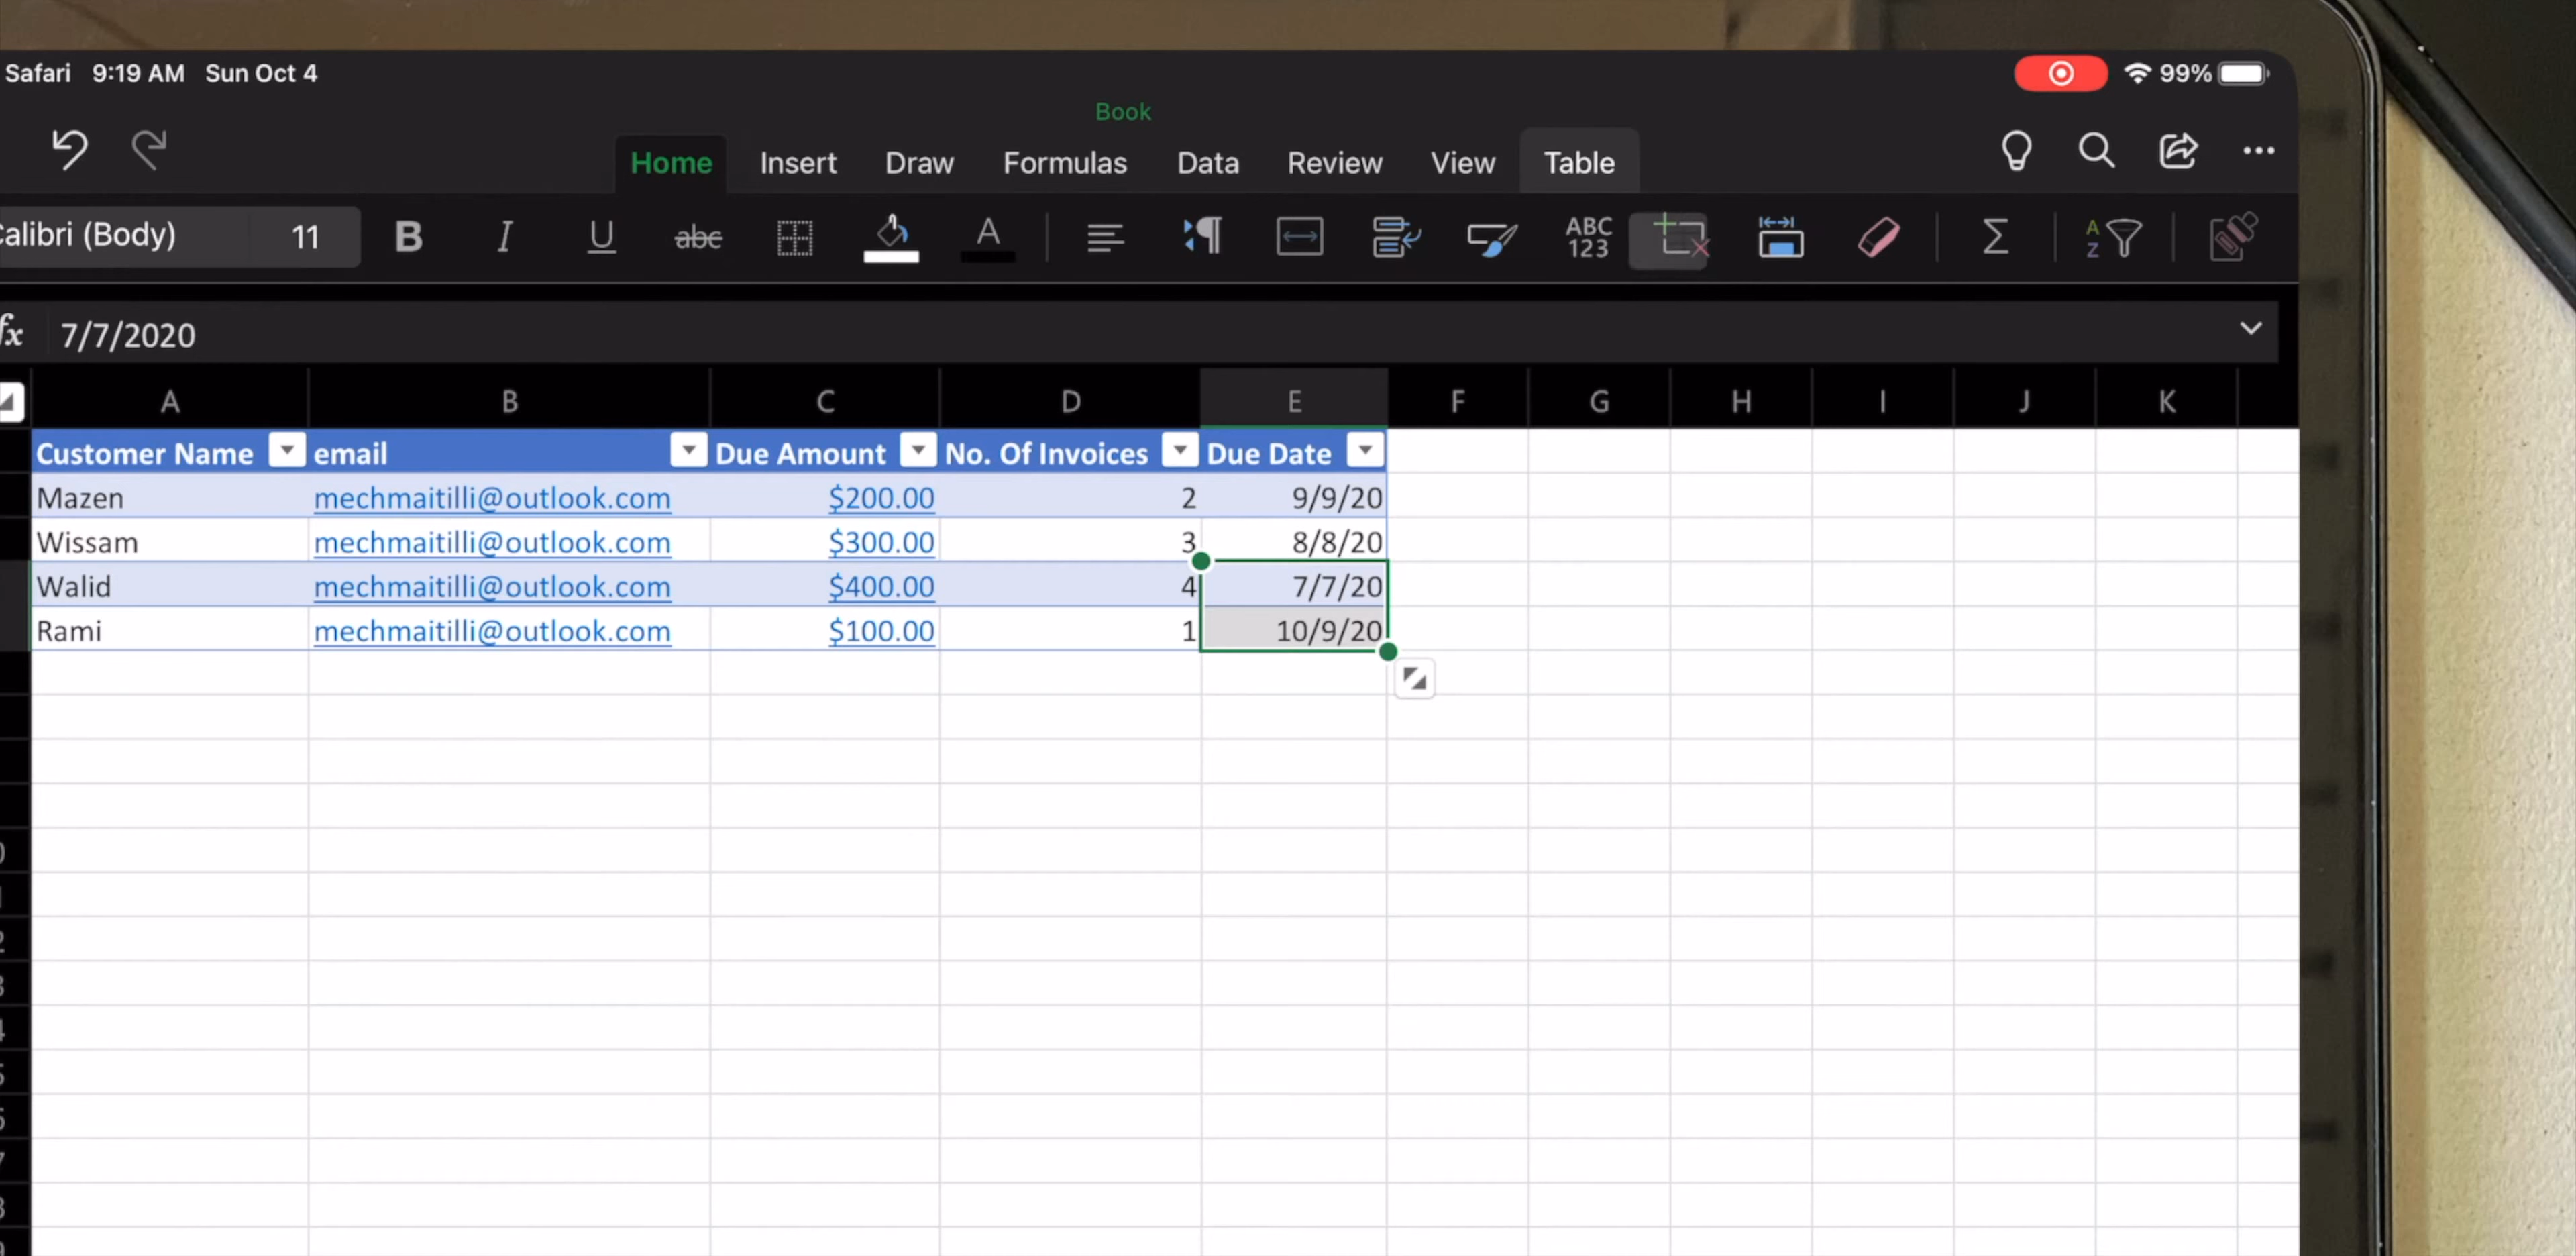 Safari 9:19 AM Sun Oct 4 99%
Book
Home Insert Draw Formulas Data Review View Table
alibri (Body) 11 B I U abc A ABC 123 Σ A Z
fx 7/7/2020
A B C D E F G H I J K
Customer Name email Due Amount No. Of Invoices Due Date
Mazen mechmaitilli@outlook.com $200.00 2 9/9/20
Wissam mechmaitilli@outlook.com $300.00 3 8/8/20
Walid mechmaitilli@outlook.com $400.00 4 7/7/20
Rami mechmaitilli@outlook.com $100.00 1 10/9/20